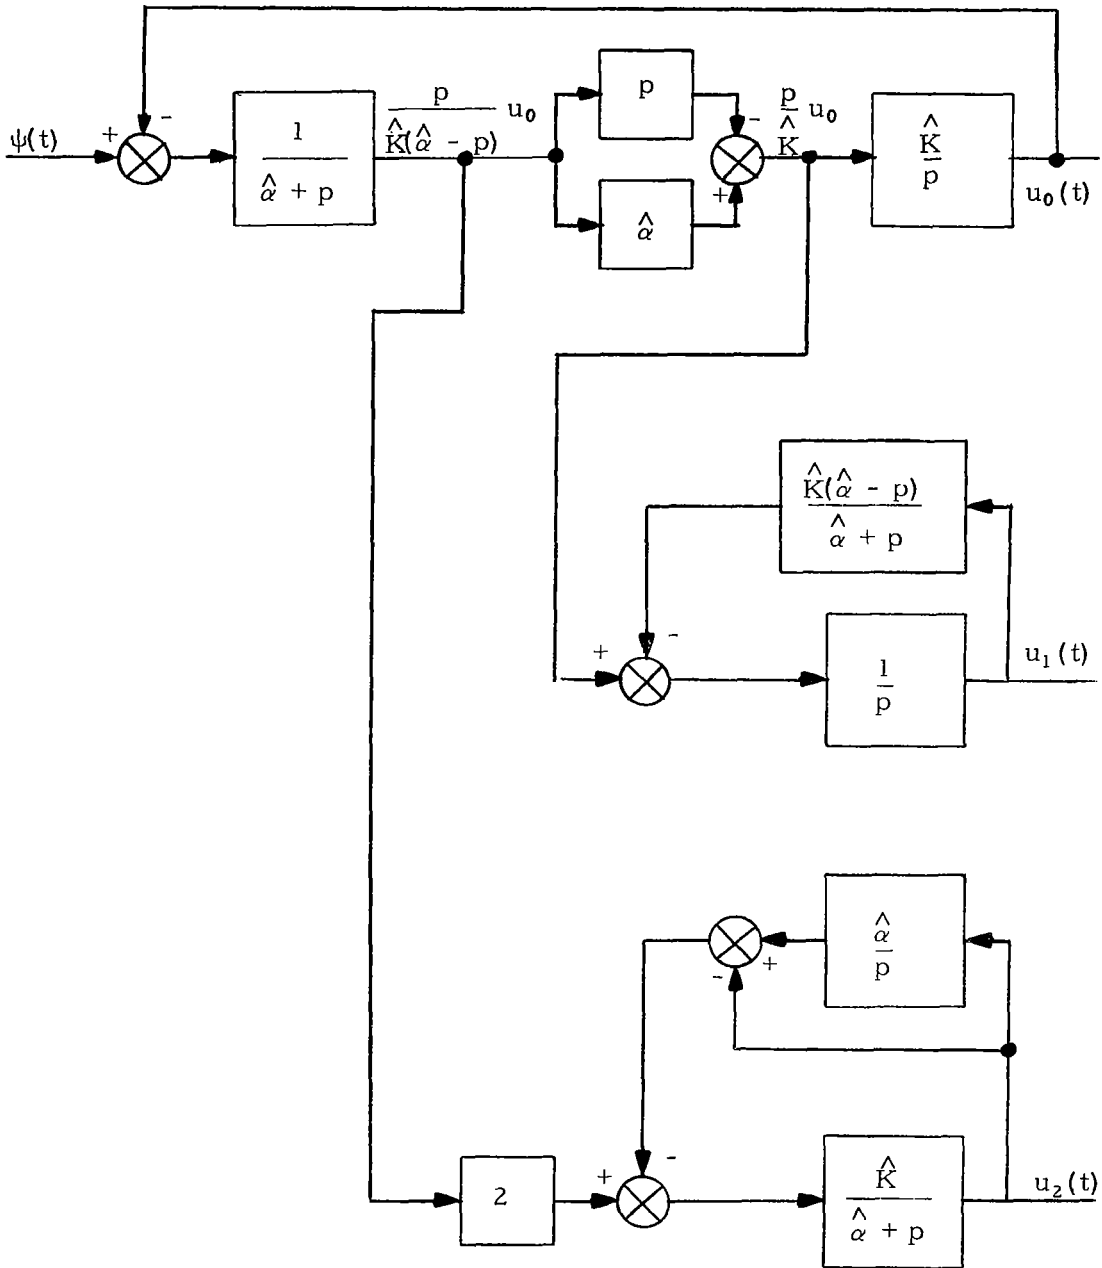 ψ(t)
+
-
1
α̂ + p
p
K̂(α̂ - p)
u₀
p
α̂
-
+
p
K̂
u₀
K̂
p
u₀(t)
K̂(α̂ - p)
α̂ + p
+
-
1
p
u₁(t)
α̂
p
+
-
2
+
-
K̂
α̂ + p
u₂(t)